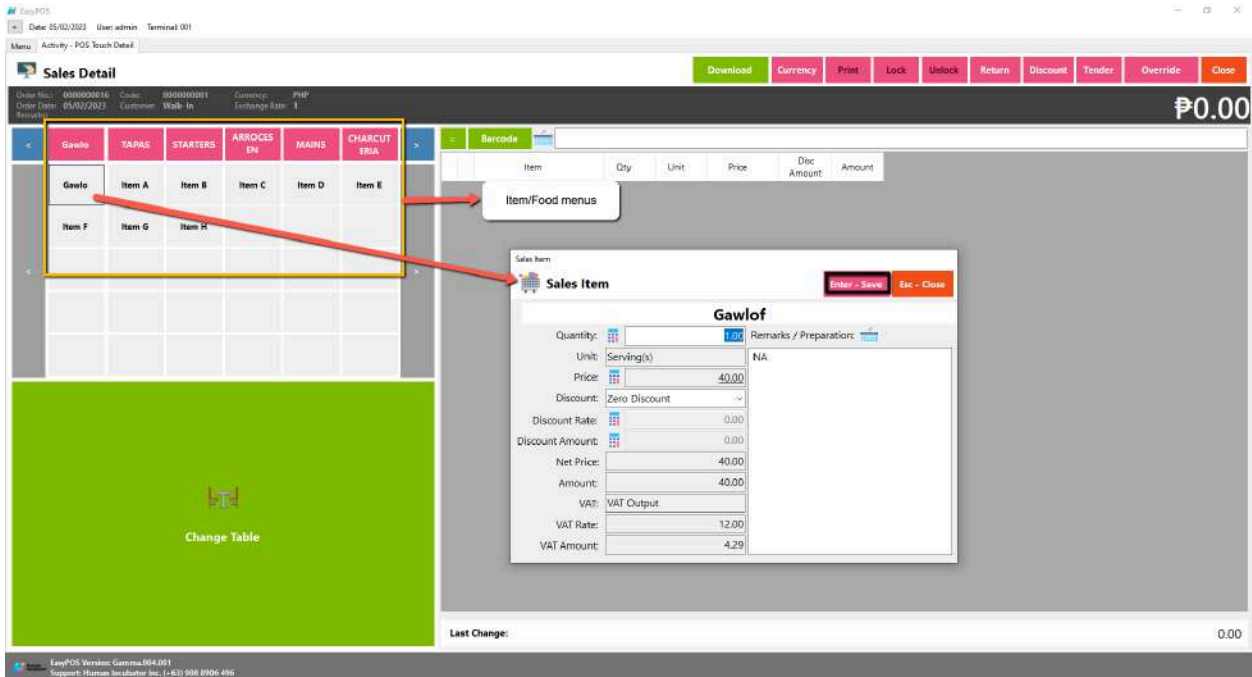 EasyPOS
Date: 05/02/2023 User: admin Terminal: 001
Menu Activity - POS Touch Detail
Sales Detail
Download Currency Print Lock Unlock Return Discount Tender Override Close
Order No.: 0000000016 Code: 0000000001 Currency: PHP
Order Date: 05/02/2023 Customer: Walk-In Exchange Rate: 1
Remarks:
₱0.00
< Gawlo TAPAS STARTERS ARROCES EN MAINS CHARCUT ERIA >
Barcode
Gawlo Item A Item B Item C Item D Item E
Item F Item G Item H
< >
Item Qty Unit Price Disc Amount Amount
Item/Food menus
Sales Item
Sales Item
Enter - Save Esc - Close
Gawlof
Quantity: 1.00 Remarks / Preparation:
Unit: Serving(s) NA
Price: 40.00
Discount: Zero Discount
Discount Rate: 0.00
Discount Amount: 0.00
Net Price: 40.00
Amount: 40.00
VAT: VAT Output
VAT Rate: 12.00
VAT Amount: 4.29
Change Table
Last Change: 0.00
EasyPOS Version: Gamma.004.001
Support: Human Incubator Inc. (+63) 908 8906 496